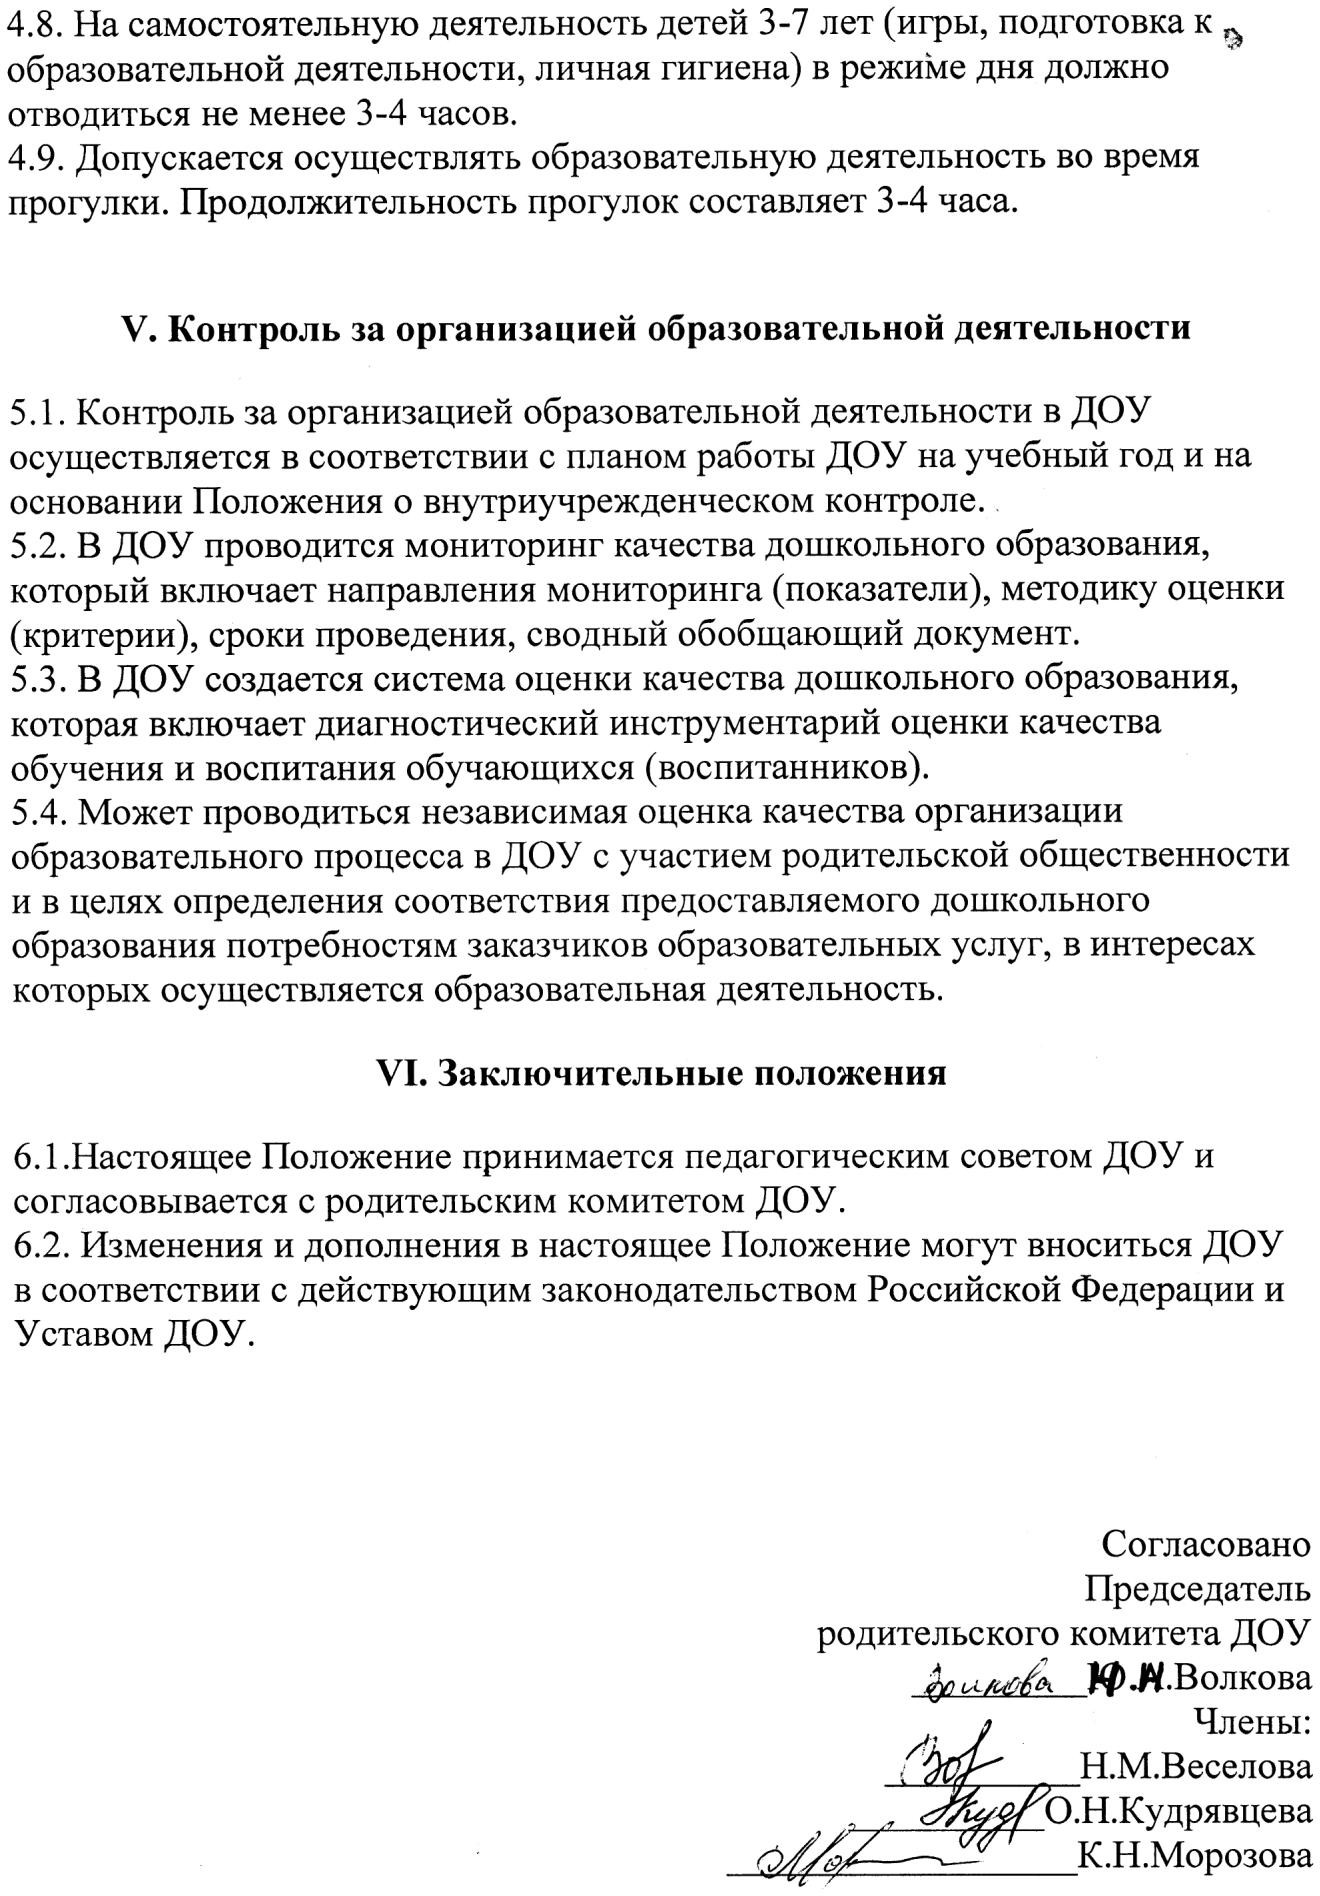 4.8. На самостоятельную деятельность детей 3-7 лет (игры, подготовка к
образовательной деятельности, личная гигиена) в режиме дня должно
отводиться не менее 3-4 часов.
4.9. Допускается осуществлять образовательную деятельность во время
прогулки. Продолжительность прогулок составляет 3-4 часа.
V. Контроль за организацией образовательной деятельности
5.1. Контроль за организацией образовательной деятельности в ДОУ
осуществляется в соответствии с планом работы ДОУ на учебный год и на
основании Положения о внутриучрежденческом контроле.
5.2. В ДОУ проводится мониторинг качества дошкольного образования,
который включает направления мониторинга (показатели), методику оценки
(критерии), сроки проведения, сводный обобщающий документ.
5.3. В ДОУ создается система оценки качества дошкольного образования,
которая включает диагностический инструментарий оценки качества
обучения и воспитания обучающихся (воспитанников).
5.4. Может проводиться независимая оценка качества организации
образовательного процесса в ДОУ с участием родительской общественности
и в целях определения соответствия предоставляемого дошкольного
образования потребностям заказчиков образовательных услуг, в интересах
которых осуществляется образовательная деятельность.
VI. Заключительные положения
6.1.Настоящее Положение принимается педагогическим советом ДОУ и
согласовывается с родительским комитетом ДОУ.
6.2. Изменения и дополнения в настоящее Положение могут вноситься ДОУ
в соответствии с действующим законодательством Российской Федерации и
Уставом ДОУ.
Согласовано
Председатель
родительского комитета ДОУ
Волкова
Члены:
Н.М.Веселова
О.Н.Кудрявцева
К.Н.Морозова